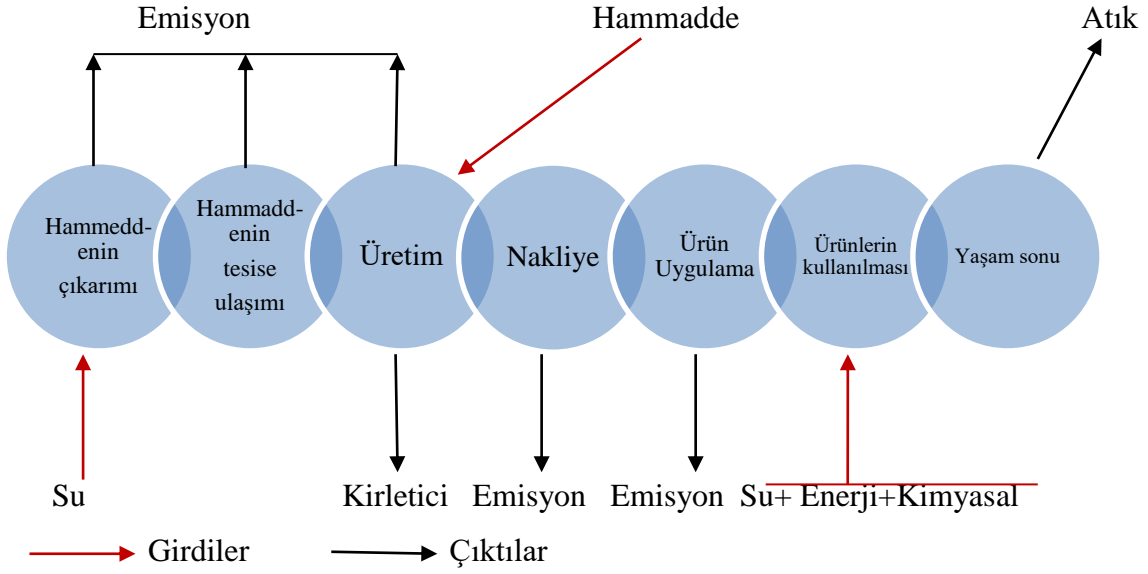 Emisyon
Hammadde
Atık
Hammedd-
enin
çıkarımı
Hammadd-
enin
tesise
ulaşımı
Üretim
Nakliye
Ürün
Uygulama
Ürünlerin
kullanılması
Yaşam sonu
Su
Kirletici
Emisyon
Emisyon
Su+ Enerji+Kimyasal
Girdiler
Çıktılar